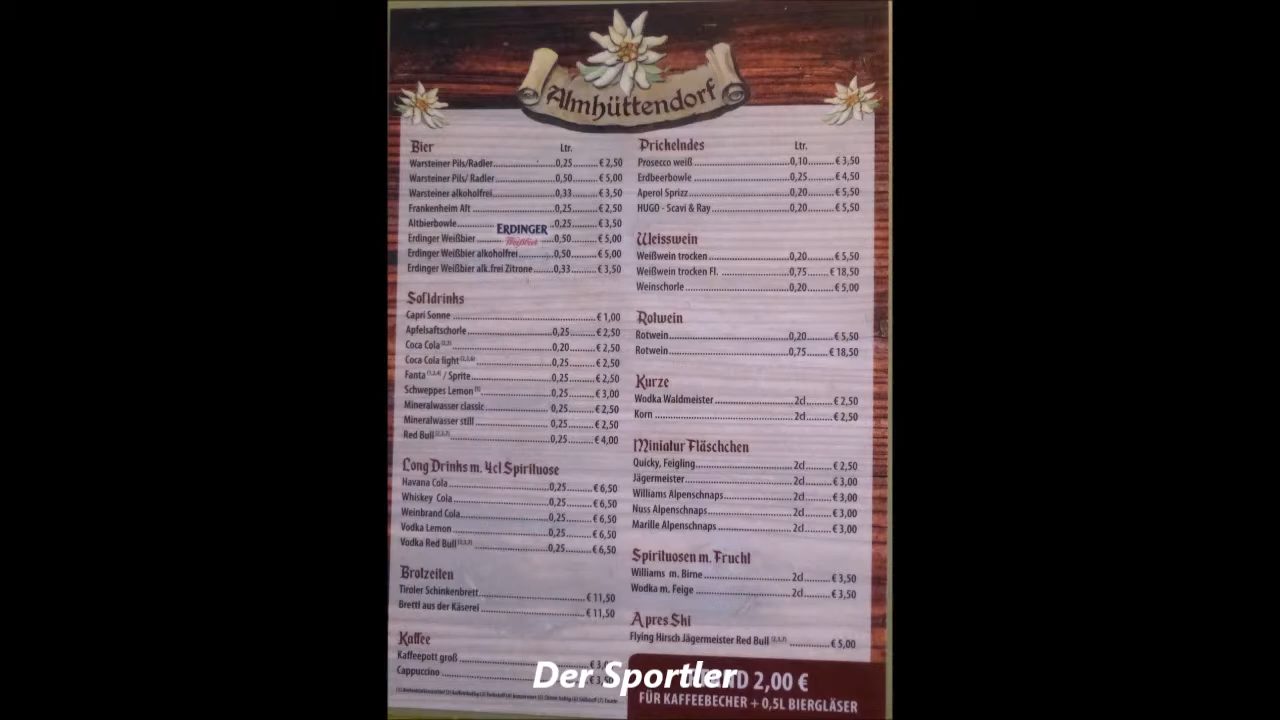 Almhüttendorf
Bier Ltr.
Warsteiner Pils/Radler 0,25 € 2,50
Warsteiner Pils/ Radler 0,50 € 5,00
Warsteiner alkoholfrei 0,33 € 3,50
Frankenheim Alt 0,25 € 2,50
Altbierbowle 0,25 € 3,50
ERDINGER
Weißbier
Erdinger Weißbier 0,50 € 5,00
Erdinger Weißbier alkoholfrei 0,50 € 5,00
Erdinger Weißbier alk.frei Zitrone 0,33 € 3,50
Softdrinks
Capri Sonne € 1,00
Apfelsaftschorle 0,25 € 2,50
Coca Cola 0,20 € 2,50
Coca Cola light 0,25 € 2,50
Fanta / Sprite 0,25 € 2,50
Schweppes Lemon 0,25 € 3,00
Mineralwasser classic 0,25 € 2,50
Mineralwasser still 0,25 € 2,50
Red Bull 0,25 € 4,00
Long Drinks m. 4cl Spirituose
Havana Cola 0,25 € 6,50
Whiskey Cola 0,25 € 6,50
Weinbrand Cola 0,25 € 6,50
Vodka Lemon 0,25 € 6,50
Vodka Red Bull 0,25 € 6,50
Brotzeiten
Tiroler Schinkenbrett € 11,50
Brettl aus der Käserei € 11,50
Kaffee
Kaffeepott groß
Cappuccino
Prickelndes Ltr.
Prosecco weiß 0,10 € 3,50
Erdbeerbowle 0,25 € 4,50
Aperol Sprizz 0,20 € 5,50
HUGO - Scavi & Ray 0,20 € 5,50
Weisswein
Weißwein trocken 0,20 € 5,50
Weißwein trocken Fl. 0,75 € 18,50
Weinschorle 0,20 € 5,00
Rotwein
Rotwein 0,20 € 5,50
Rotwein 0,75 € 18,50
Kurze
Wodka Waldmeister 2cl € 2,50
Korn 2cl € 2,50
Miniatur Fläschchen
Quicky, Feigling 2cl € 2,50
Jägermeister 2cl € 3,00
Williams Alpenschnaps 2cl € 3,00
Nuss Alpenschnaps 2cl € 3,00
Marille Alpenschnaps 2cl € 3,00
Spirituosen m. Frucht
Williams m. Birne 2cl € 3,50
Wodka m. Feige 2cl € 3,50
Apres Ski
Flying Hirsch Jägermeister Red Bull € 5,00
2,00 €
FÜR KAFFEEBECHER + 0,5L BIERGLÄSER
Der Sportler